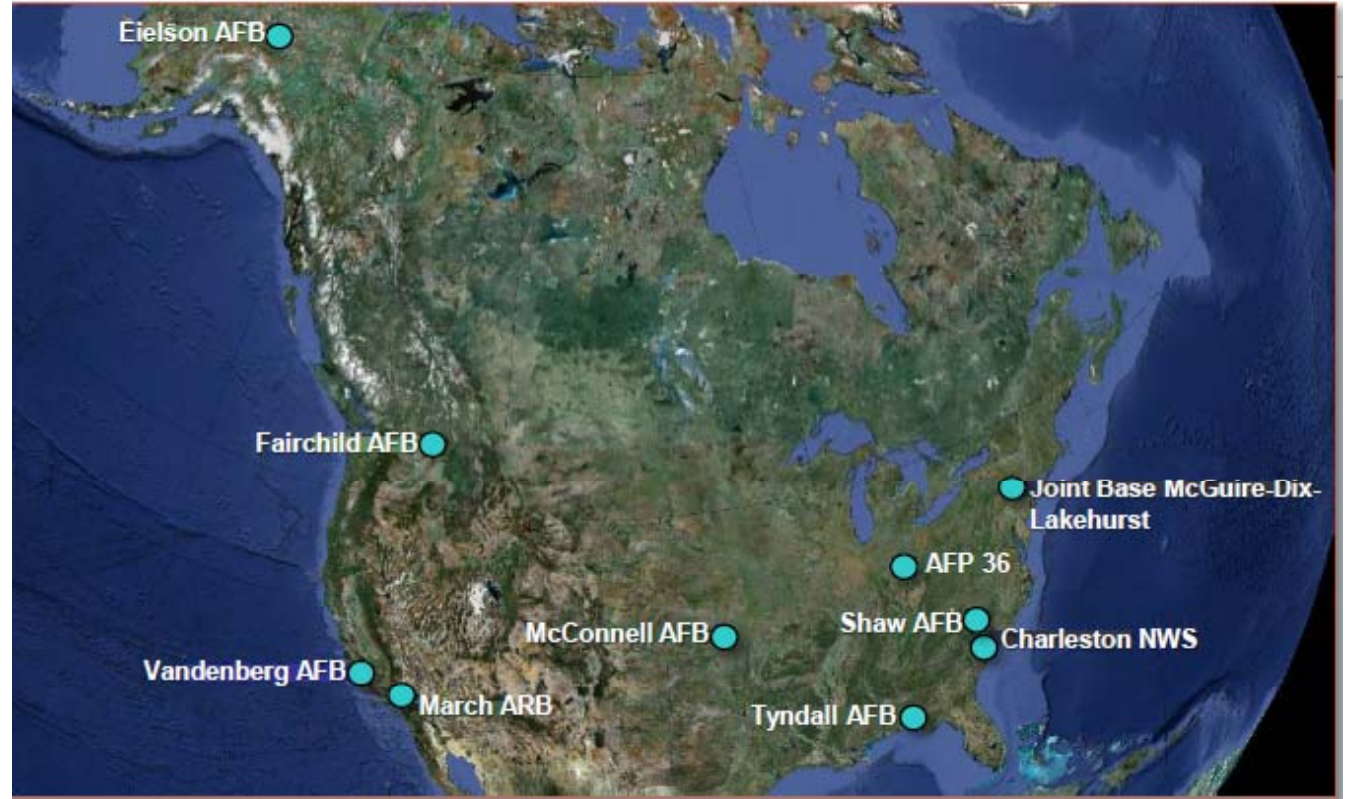 Eielson AFB
Fairchild AFB
Joint Base McGuire-Dix-
Lakehurst
AFP 36
Shaw AFB
McConnell AFB
Charleston NWS
Vandenberg AFB
March ARB
Tyndall AFB